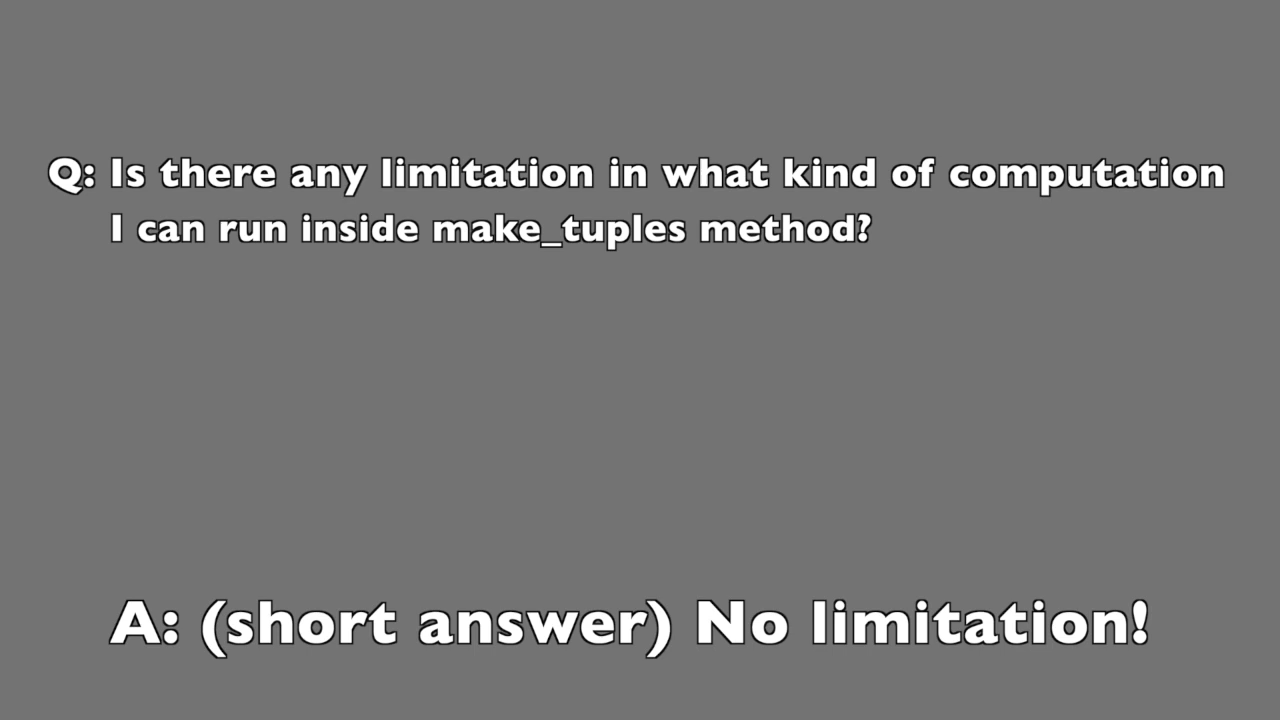 Q: Is there any limitation in what kind of computation
I can run inside make_tuples method?
A: (short answer) No limitation!